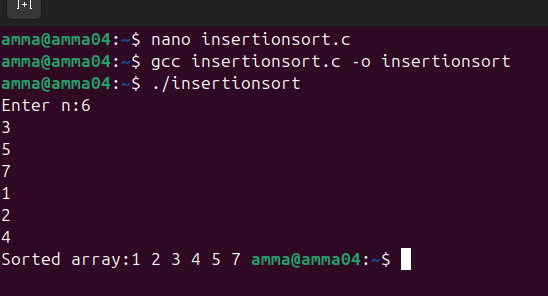 amma@amma04:~$ nano insertionsort.c
amma@amma04:~$ gcc insertionsort.c -o insertionsort
amma@amma04:~$ ./insertionsort
Enter n:6
3
5
7
1
2
4
Sorted array:1 2 3 4 5 7 amma@amma04:~$